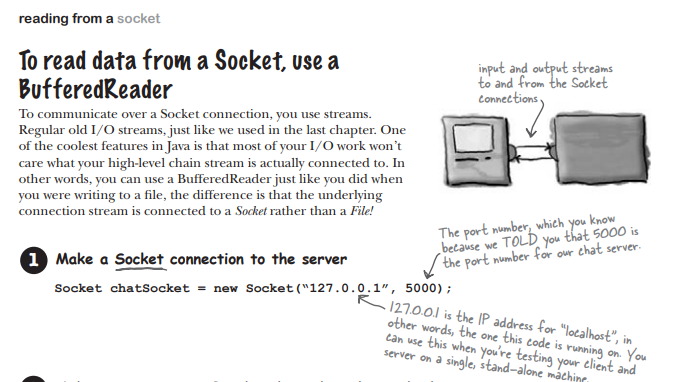 reading from a socket
To read data from a Socket, use a
BufferedReader
To communicate over a Socket connection, you use streams.
Regular old I/O streams, just like we used in the last chapter. One
of the coolest features in Java is that most of your I/O work won’t
care what your high-level chain stream is actually connected to. In
other words, you can use a BufferedReader just like you did when
you were writing to a file, the difference is that the underlying
connection stream is connected to a Socket rather than a File!
input and output streams
to and from the Socket
connections
1 Make a Socket connection to the server
The port number, which you know
because we TOLD you that 5000 is
the port number for our chat server.
Socket chatSocket = new Socket(“127.0.0.1”, 5000);
127.0.0.1 is the IP address for "localhost", in
other words, the one this code is running on. You
can use this when you're testing your client and
server on a single, stand-alone machine.